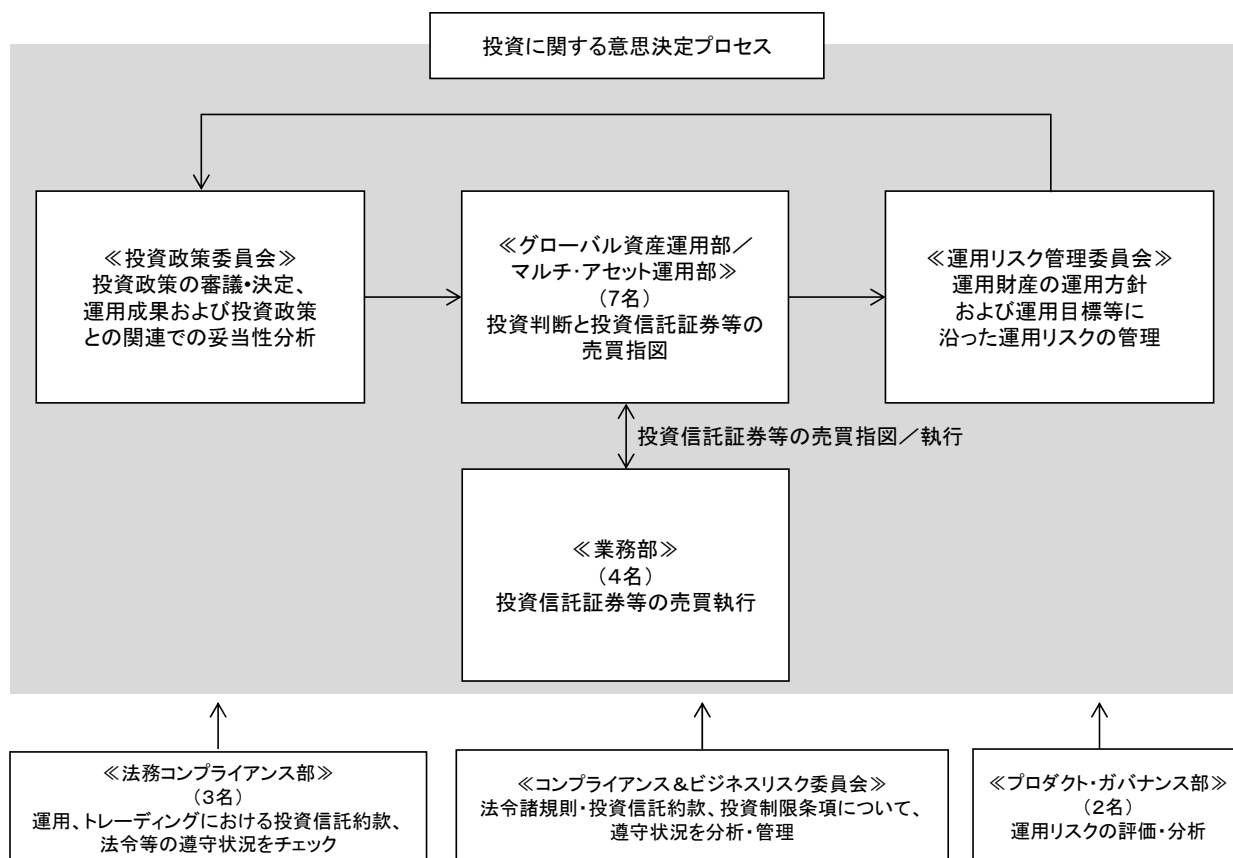 投資に関する意思決定プロセス
≪投資政策委員会≫
投資政策の審議・決定、
運用成果および投資政策
との関連での妥当性分析
≪グローバル資産運用部／
マルチ・アセット運用部≫
（7名）
投資判断と投資信託証券等の
売買指図
≪運用リスク管理委員会≫
運用財産の運用方針
および運用目標等に
沿った運用リスクの管理
投資信託証券等の売買指図／執行
≪業務部≫
（４名）
投資信託証券等の売買執行
≪法務コンプライアンス部≫
（３名）
運用、トレーディングにおける投資信託約款、
法令等の遵守状況をチェック
≪コンプライアンス＆ビジネスリスク委員会≫
法令諸規則・投資信託約款、投資制限条項について、
遵守状況を分析・管理
≪プロダクト・ガバナンス部≫
（２名）
運用リスクの評価・分析